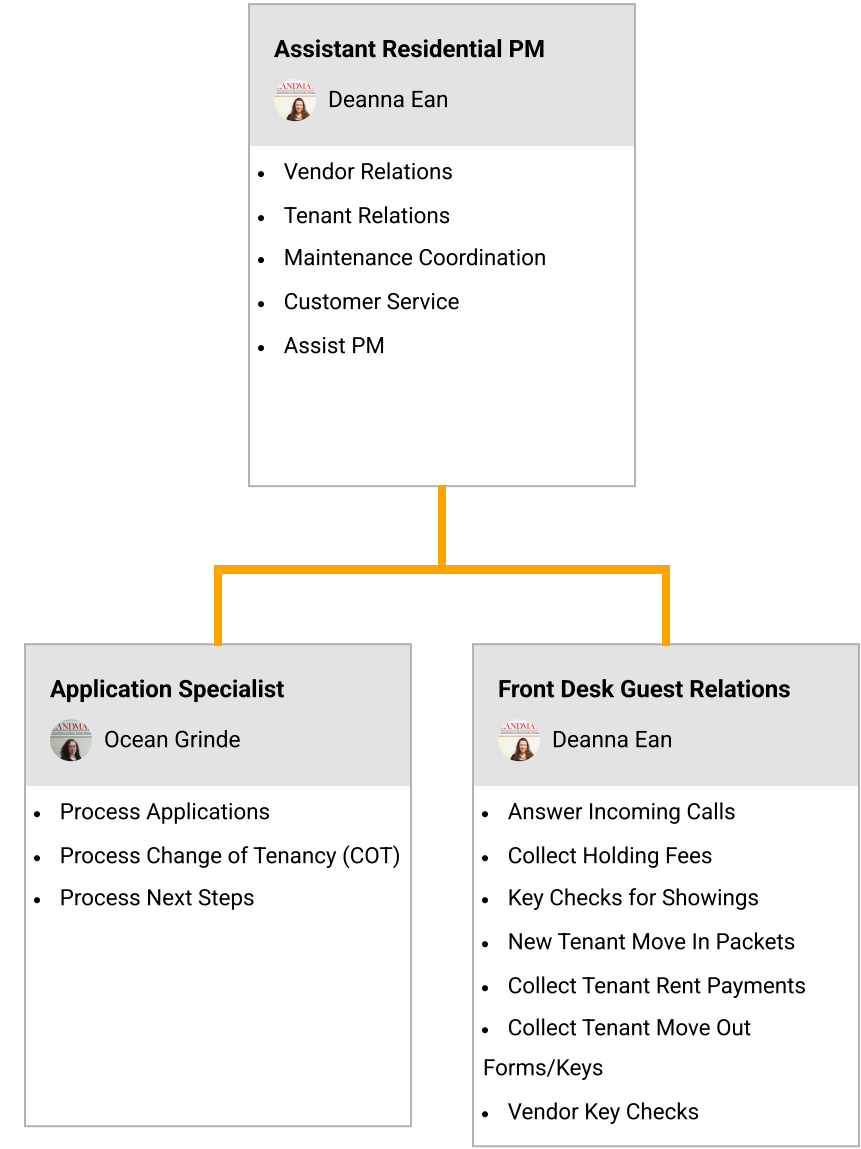 Assistant Residential PM
ANDMA
Deanna Ean
• Vendor Relations
• Tenant Relations
• Maintenance Coordination
• Customer Service
• Assist PM
Application Specialist
ANDMA
Ocean Grinde
• Process Applications
• Process Change of Tenancy (COT)
• Process Next Steps
Front Desk Guest Relations
ANDMA
Deanna Ean
• Answer Incoming Calls
• Collect Holding Fees
• Key Checks for Showings
• New Tenant Move In Packets
• Collect Tenant Rent Payments
• Collect Tenant Move Out
Forms/Keys
• Vendor Key Checks